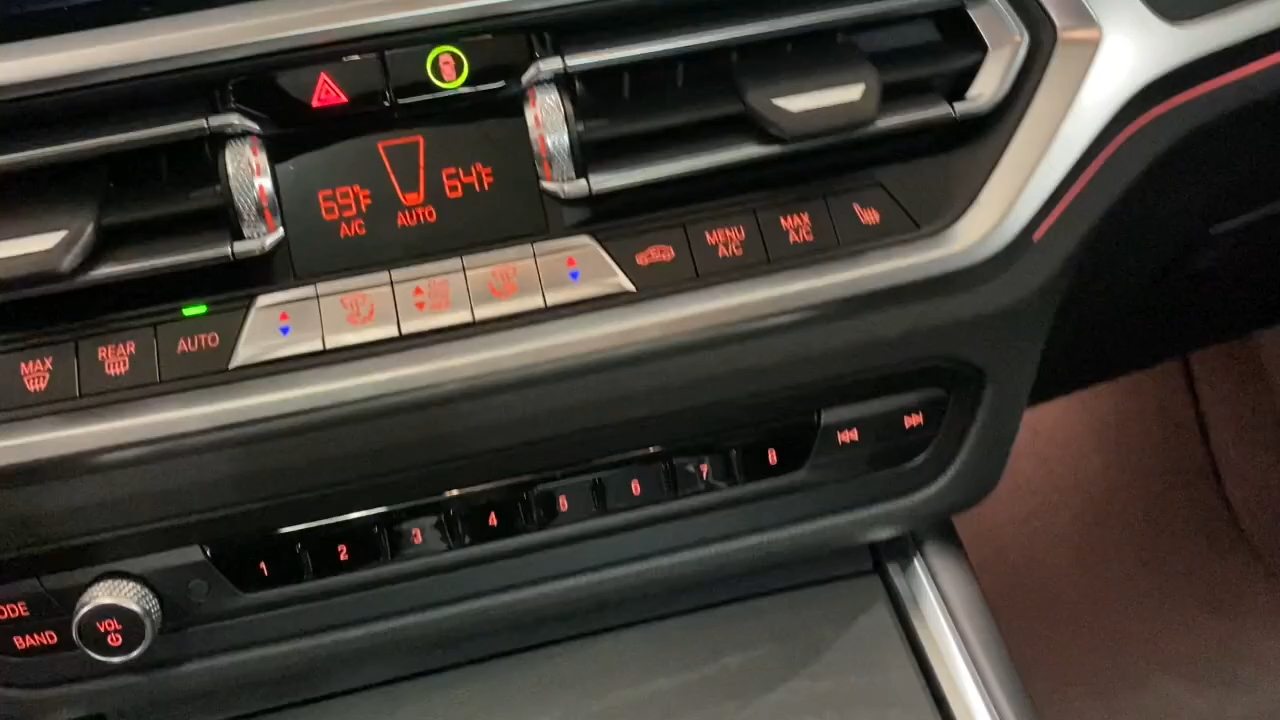 69°F
64°F
A/C
AUTO
MAX
REAR
AUTO
MENU
A/C
MAX
A/C
1
2
3
4
5
6
7
8
ODE
BAND
VOL